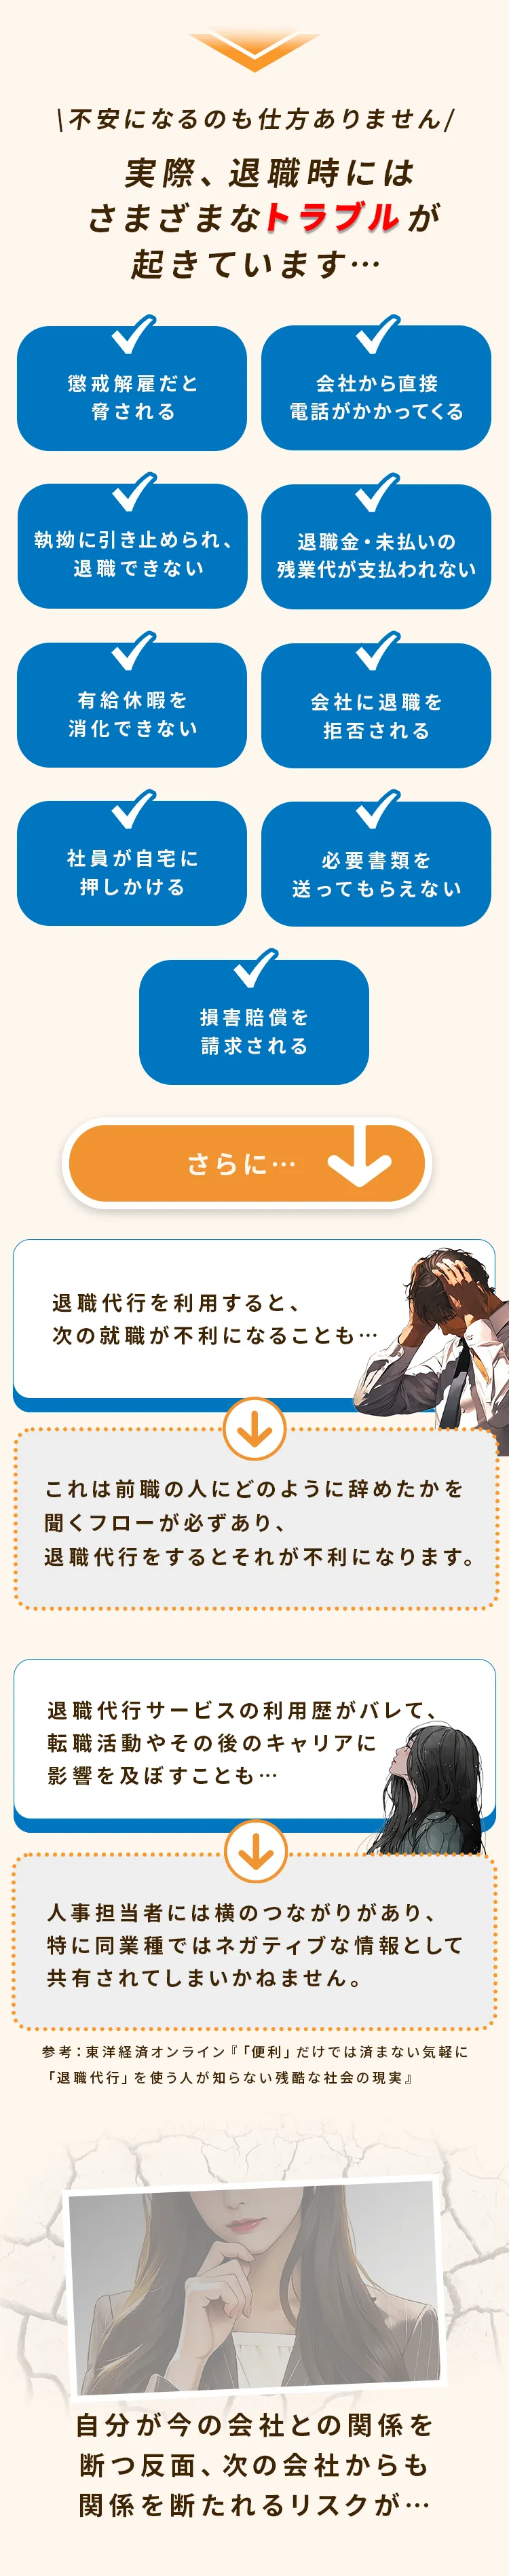 \不安になるのも仕方ありません/
実際、退職時には
さまざまなトラブルが
起きています…
懲戒解雇だと
脅される
会社から直接
電話がかかってくる
執拗に引き止められ、
退職できない
退職金・未払いの
残業代が支払われない
有給休暇を
消化できない
会社に退職を
拒否される
社員が自宅に
押しかける
必要書類を
送ってもらえない
損害賠償を
請求される
さらに…
退職代行を利用すると、
次の就職が不利になることも…
これは前職の人にどのように辞めたかを
聞くフローが必ずあり、
退職代行をするとそれが不利になります。
退職代行サービスの利用歴がバレて、
転職活動やその後のキャリアに
影響を及ぼすことも…
人事担当者には横のつながりがあり、
特に同業種ではネガティブな情報として
共有されてしまいかねません。
参考：東洋経済オンライン『「便利」だけでは済まない気軽に
「退職代行」を使う人が知らない残酷な社会の現実』
自分が今の会社との関係を
断つ反面、次の会社からも
関係を断たれるリスクが…